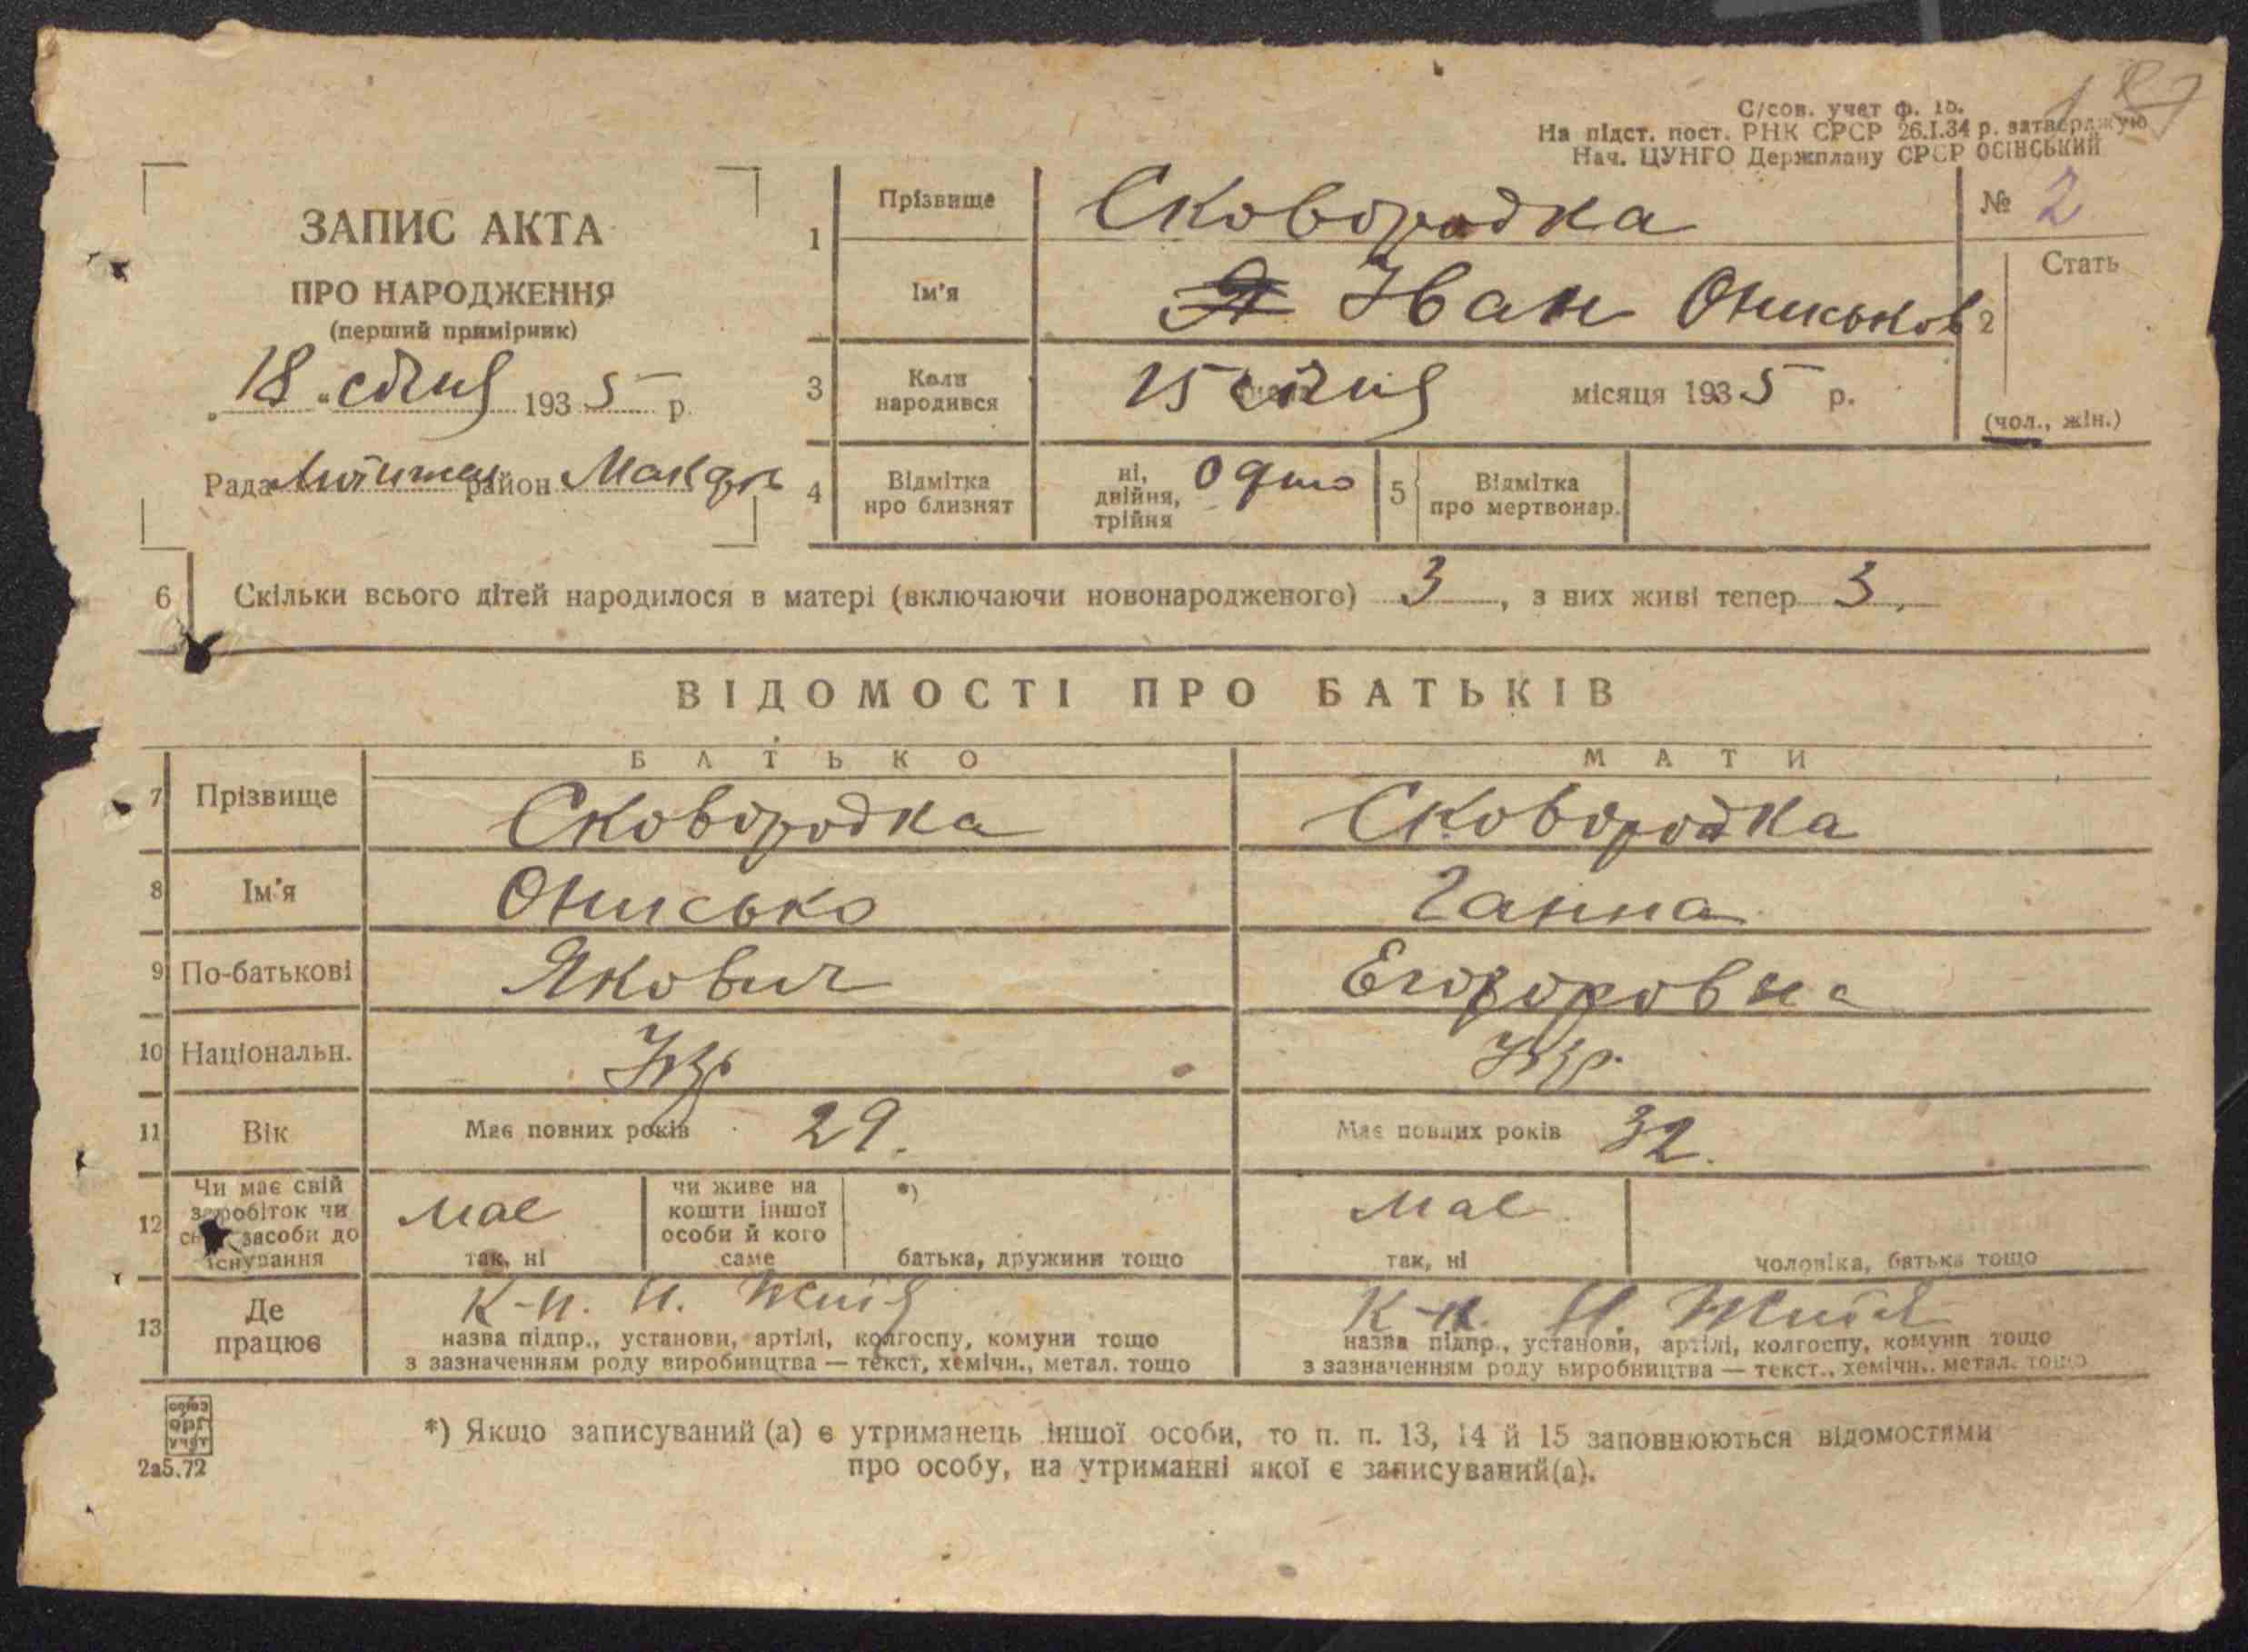 С/сов. учет ф. 15.
На підст. пост. РНК СРСР 26.I.34 р. затверджую
Нач. ЦУНГО Держплану СРСР ОСІНСЬКИЙ
ЗАПИС АКТА
ПРО НАРОДЖЕННЯ
(перший примірник)
„ 18 “ січня 1935 р.
Рада район Макар
1 Прізвище Сковородка № 2
Ім'я Іван Ониськов 2 Стать
(чол., жін.)
3 Коли народився 15 січня місяця 1935 р.
4 Відмітка про близнят ні, двійня, трійня одно 5 Відмітка про мертвонар.
6 Скільки всього дітей народилося в матері (включаючи новонародженого) 3, з них живі тепер 3.
ВІДОМОСТІ ПРО БАТЬКІВ
БАТЬКО МАТИ
7 Прізвище Сковородка Сковородка
8 Ім'я Онисько Ганна
9 По-батькові Якович
10 Національн. Укр Укр.
11 Вік Має повних років 29. Має повних років 32.
12 Чи має свій заробіток чи свої засоби до існування має так, ні чи живе на кошти іншої особи й кого саме *) батька, дружини тощо має так, ні чоловіка, батька тощо
13 Де працює К-п. Н. Життя К-п. Н. Життя
назва підпр., установи, артілі, колгоспу, комуни тощо назва підпр., установи, артілі, колгоспу, комуни тощо
з зазначенням роду виробництва — текст, хемічн., метал. тощо з зазначенням роду виробництва — текст., хемічн., метал. тощо
союз
орг
учет
2а5.72
*) Якщо записуваний (а) є утриманець іншої особи, то п. п. 13, 14 й 15 заповнюються відомостями
про особу, на утриманні якої є записуваний(а).